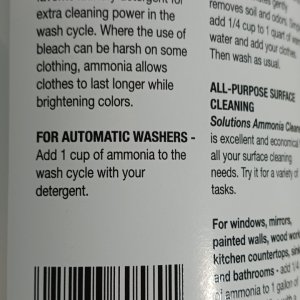 extra cleaning power in the
wash cycle. Where the use of
bleach can be harsh on some
clothing, ammonia allows
clothes to last longer while
brightening colors.
FOR AUTOMATIC WASHERS -
Add 1 cup of ammonia to the
wash cycle with your
detergent.
removes soil and odors.
add 1/4 cup to 1 quart of
water and add your clothes.
Then wash as usual.
ALL-PURPOSE SURFACE
CLEANING
Solutions Ammonia
is excellent and economical
all your surface cleaning
needs. Try it for a variety of
tasks.
For windows, mirrors,
painted walls, wood work
kitchen countertops,
and bathrooms - add 1/4
of ammonia to 1 gallon